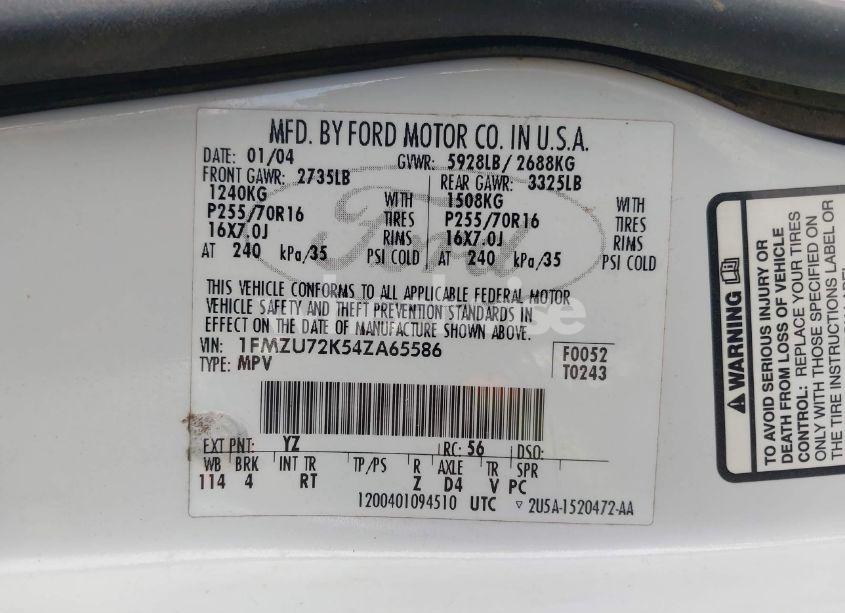 MFD. BY FORD MOTOR CO. IN U.S.A.
DATE: 01/04 GVWR: 5928LB/ 2688KG
FRONT GAWR: 2735LB REAR GAWR: 3325LB
1240KG WITH 1508KG WITH
P255/70R16 TIRES P255/70R16 TIRES
16X7.0J RIMS 16X7.0J RIMS
AT 240 kPa/35 PSI COLD AT 240 kPa/35 PSI COLD
Ford
THIS VEHICLE CONFORMS TO ALL APPLICABLE FEDERAL MOTOR
VEHICLE SAFETY AND THEFT PREVENTION STANDARDS IN
EFFECT ON THE DATE OF MANUFACTURE SHOWN ABOVE.
VIN: 1FMZU72K54ZA65586 F0052
TYPE: MPV T0243
EXT PNT: YZ RC: 56 DSO:
WB BRK INT TR TP/PS R AXLE TR SPR
114 4 RT Z D4 V PC
1200401094510 UTC ▿ 2U5A-1520472-AA
⚠ WARNING
TO AVOID SERIOUS INJURY OR
DEATH FROM LOSS OF VEHICLE
CONTROL: REPLACE YOUR TIRES
ONLY WITH THOSE SPECIFIED ON
THE TIRE INSTRUCTIONS LABEL OR